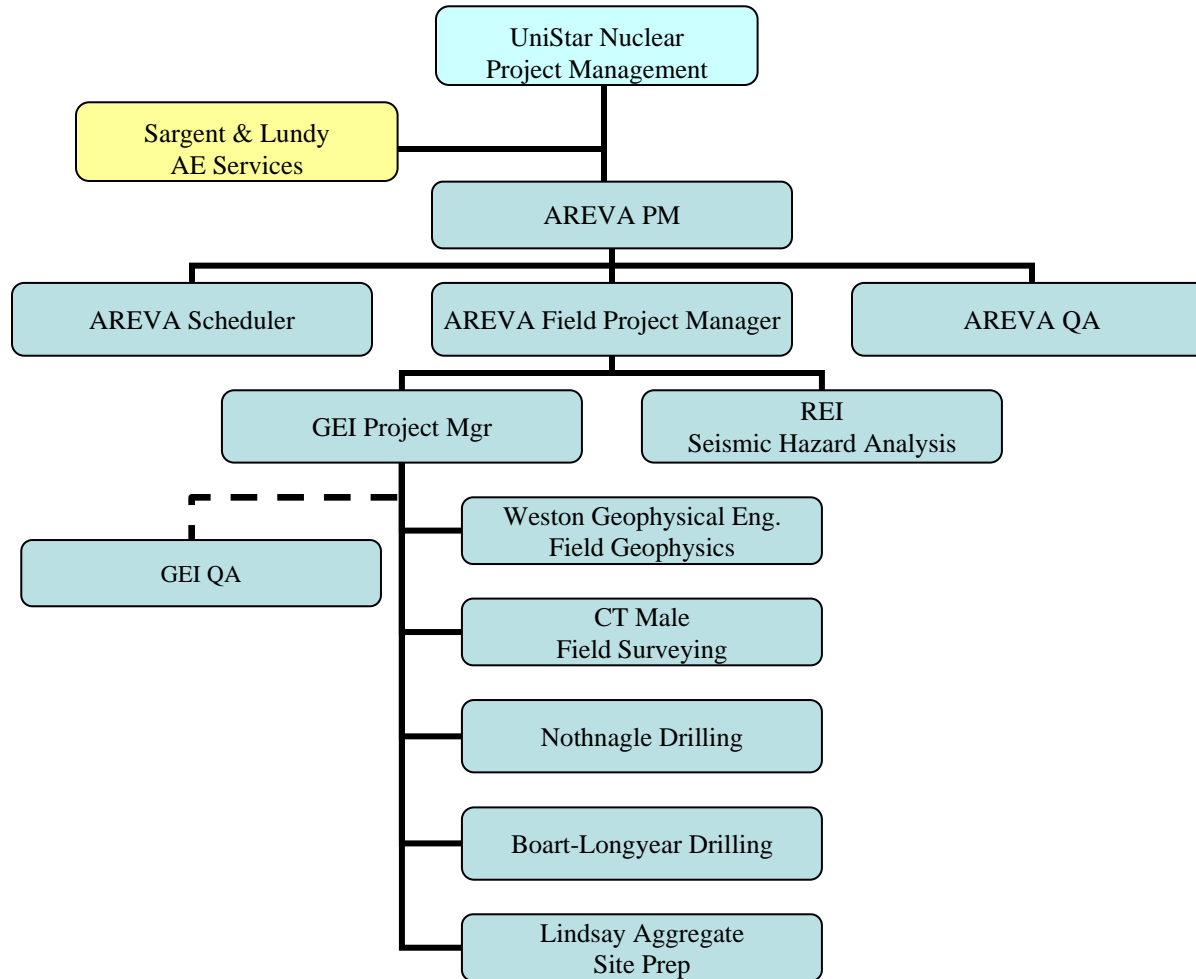 UniStar Nuclear
Project Management
Sargent & Lundy
AE Services
AREVA PM
AREVA Scheduler
AREVA Field Project Manager
AREVA QA
GEI Project Mgr
REI
Seismic Hazard Analysis
Weston Geophysical Eng.
Field Geophysics
GEI QA
CT Male
Field Surveying
Nothnagle Drilling
Boart-Longyear Drilling
Lindsay Aggregate
Site Prep